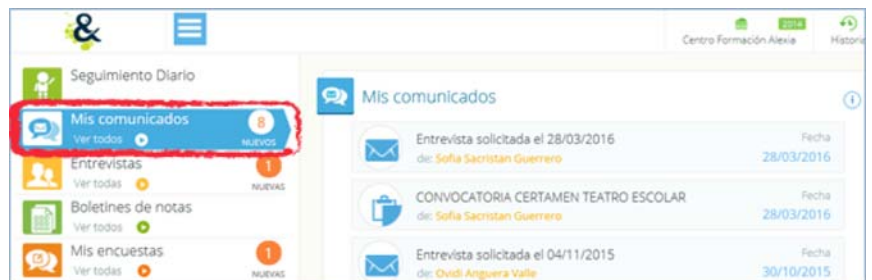 &
2014
Centro Formación Alexia
Seguimiento Diario
Mis comunicados
Ver todos
8
NUEVOS
Entrevistas
Ver todas
1
NUEVAS
Boletines de notas
Ver todos
Mis encuestas
Ver todas
1
NUEVAS
Mis comunicados
i
Entrevista solicitada el 28/03/2016
Fecha
de: Sofia Sacristan Guerrero
28/03/2016
CONVOCATORIA CERTAMEN TEATRO ESCOLAR
Fecha
de: Sofia Sacristan Guerrero
28/03/2016
Entrevista solicitada el 04/11/2015
Fecha
de: Ovidi Anguera Valle
30/10/2015